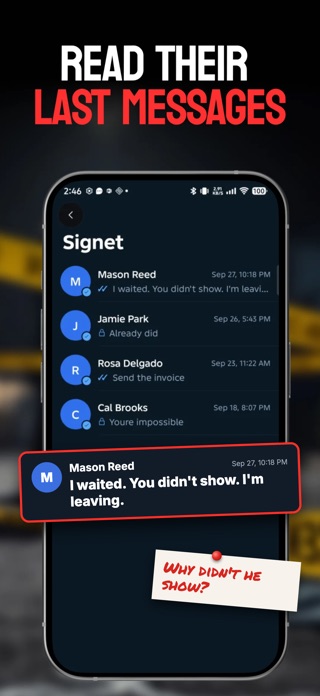 READ THEIR
LAST MESSAGES
2:46
2.91
KB/S
100
Signet
M
Mason Reed
Sep 27, 10:18 PM
I waited. You didn't show. I'm leavi...
J
Jamie Park
Sep 26, 5:43 PM
Already did
R
Rosa Delgado
Sep 23, 11:22 AM
Send the invoice
C
Cal Brooks
Sep 18, 8:07 PM
Youre impossible
M
Mason Reed
Sep 27, 10:18 PM
I waited. You didn't show. I'm
leaving.
WHY DIDN'T HE
SHOW?